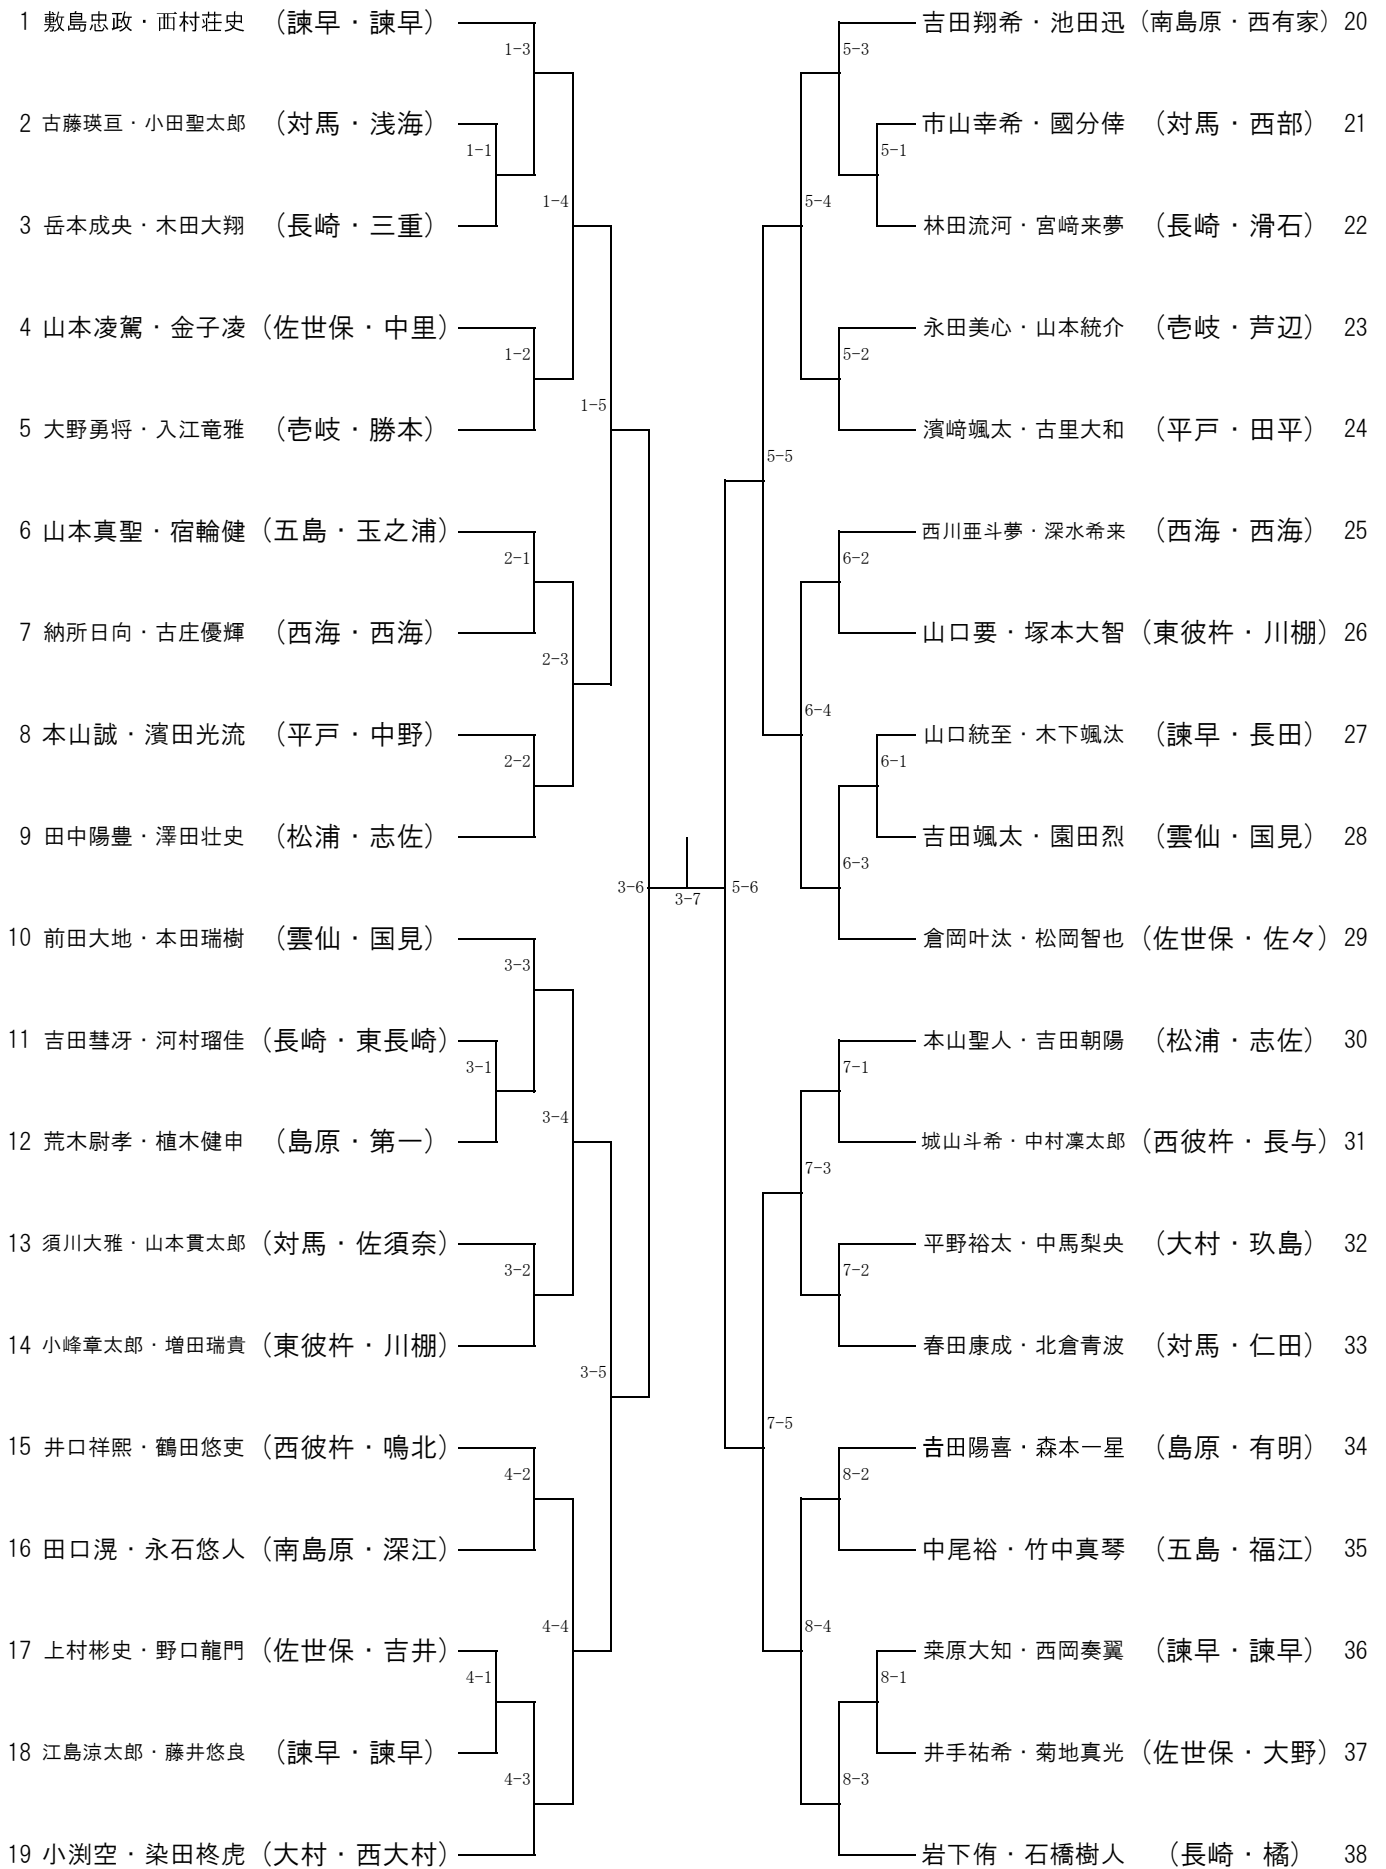 1 敷島忠政・西村荘史 (諫早・諫早)
1-3
2 古藤瑛亘・小田聖太郎 (対馬・浅海)
1-1
3 岳本成央・木田大翔 (長崎・三重)
1-4
4 山本凌駕・金子凌 (佐世保・中里)
1-2
5 大野勇将・入江竜雅 (壱岐・勝本)
1-5
6 山本真聖・宿輪健 (五島・玉之浦)
2-1
7 納所日向・古庄優輝 (西海・西海)
2-3
8 本山誠・濱田光流 (平戸・中野)
2-2
9 田中陽豊・澤田壮史 (松浦・志佐)
3-6
10 前田大地・本田瑞樹 (雲仙・国見)
3-3
11 吉田彗冴・河村瑠佳 (長崎・東長崎)
3-1
12 荒木尉孝・植木健申 (島原・第一)
3-4
13 須川大雅・山本貫太郎 (対馬・佐須奈)
3-2
14 小峰章太郎・増田瑞貴 (東彼杵・川棚)
3-5
15 井口祥熙・鶴田悠吏 (西彼杵・鳴北)
4-2
16 田口滉・永石悠人 (南島原・深江)
4-4
17 上村彬史・野口龍門 (佐世保・吉井)
4-1
18 江島涼太郎・藤井悠良 (諫早・諫早)
4-3
19 小渕空・染田柊虎 (大村・西大村)
3-7
吉田翔希・池田迅 (南島原・西有家) 20
5-3
市山幸希・國分倖 (対馬・西部) 21
5-1
林田流河・宮﨑来夢 (長崎・滑石) 22
5-4
永田美心・山本統介 (壱岐・芦辺) 23
5-2
濱﨑颯太・古里大和 (平戸・田平) 24
5-5
西川亜斗夢・深水希来 (西海・西海) 25
6-2
山口要・塚本大智 (東彼杵・川棚) 26
6-4
山口統至・木下颯汰 (諫早・長田) 27
6-1
吉田颯太・園田烈 (雲仙・国見) 28
6-3
5-6
倉岡叶汰・松岡智也 (佐世保・佐々) 29
本山聖人・吉田朝陽 (松浦・志佐) 30
7-1
城山斗希・中村凜太郎 (西彼杵・長与) 31
7-3
平野裕太・中馬梨央 (大村・玖島) 32
7-2
春田康成・北倉青波 (対馬・仁田) 33
7-5
𠮷田陽喜・森本一星 (島原・有明) 34
8-2
中尾裕・竹中真琴 (五島・福江) 35
8-4
桒原大知・西岡奏翼 (諫早・諫早) 36
8-1
井手祐希・菊地真光 (佐世保・大野) 37
8-3
岩下侑・石橋樹人 (長崎・橘) 38